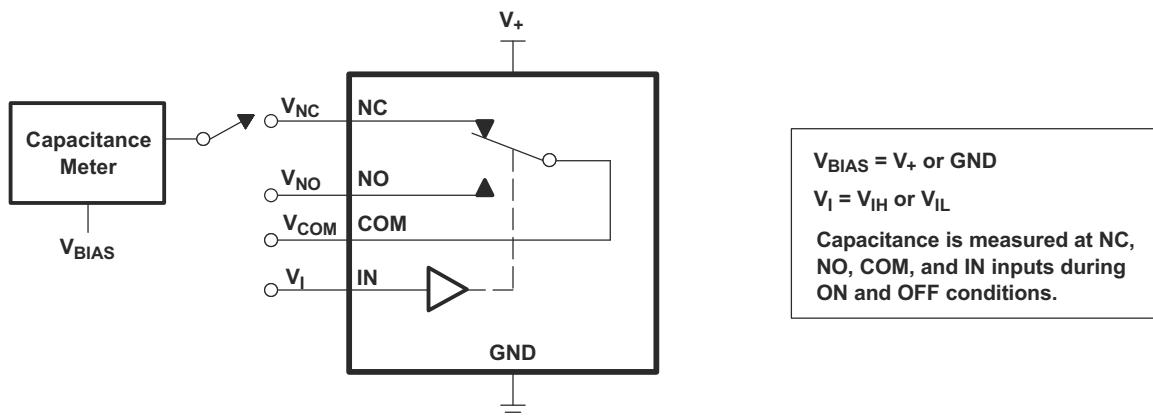 V+
VNC
NC
Capacitance
Meter
VBIAS
VNO
NO
VCOM
COM
VI
IN
GND
VBIAS = V+ or GND
VI = VIH or VIL
Capacitance is measured at NC,
NO, COM, and IN inputs during
ON and OFF conditions.